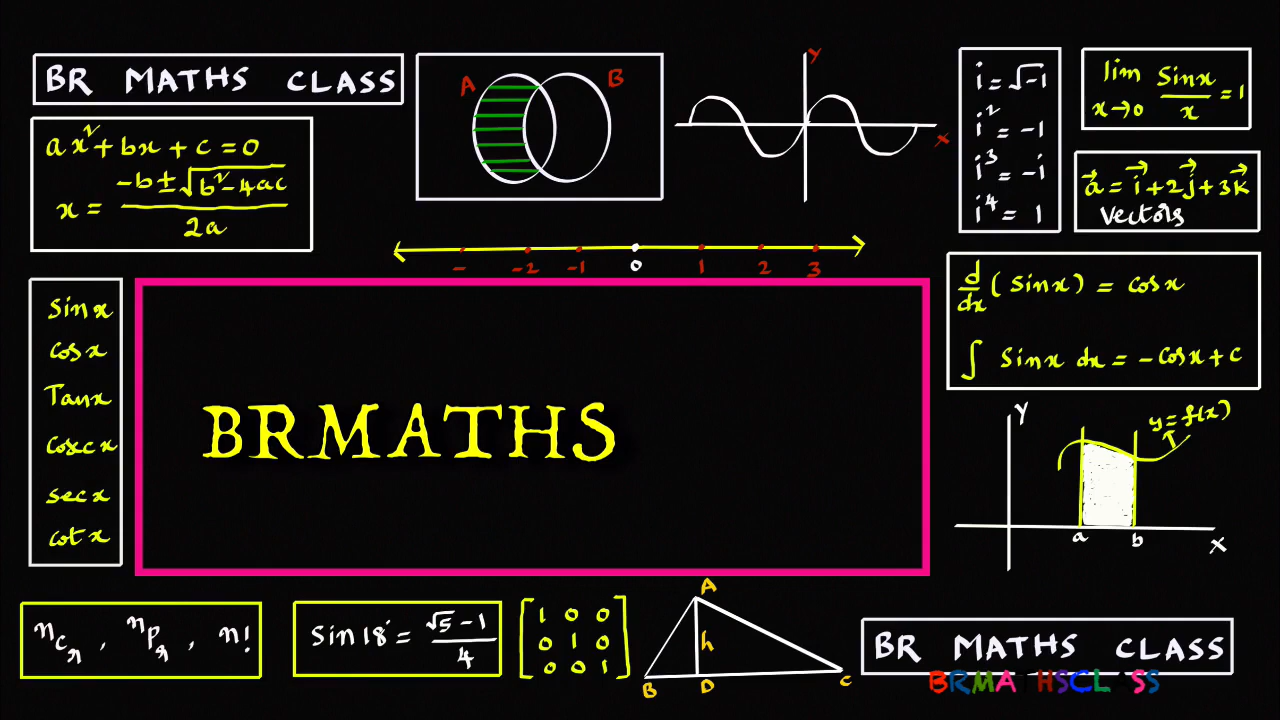 BR MATHS CLASS
ax²+bx+c=0
x = -b±√b²-4ac
2a
A B
Y
X
i=√-1
i²=-1
i³=-i
i⁴=1
lim sinx
x→0 x =1
a⃗ = i⃗+2j⃗+3k⃗
Vectors
- -2 -1 0 1 2 3
Sinx
Cosx
Tanx
Cosecx
secx
cotx
BRMATHS
d
dx (sinx) = cosx
∫ Sinx dx = -cosx+c
Y
y=f(x)
a b
X
ncr , npr , n!
Sin18°= √5-1
4
1 0 0
0 1 0
0 0 1
A
h
B D C
BR MATHS CLASS
BRMATHSCL SS